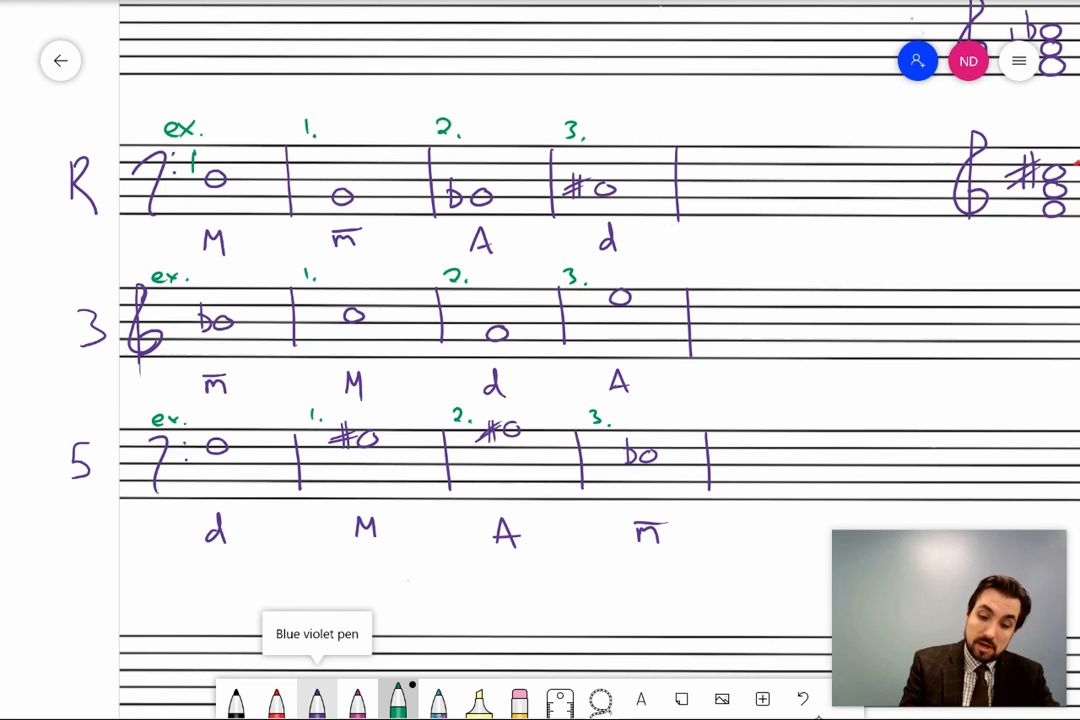 ND
ex. 1. 2. 3.
R
M m A d
ex. 1. 2. 3.
3
m M d A
ex. 1. 2. 3.
5
d M A m
Blue violet pen
A